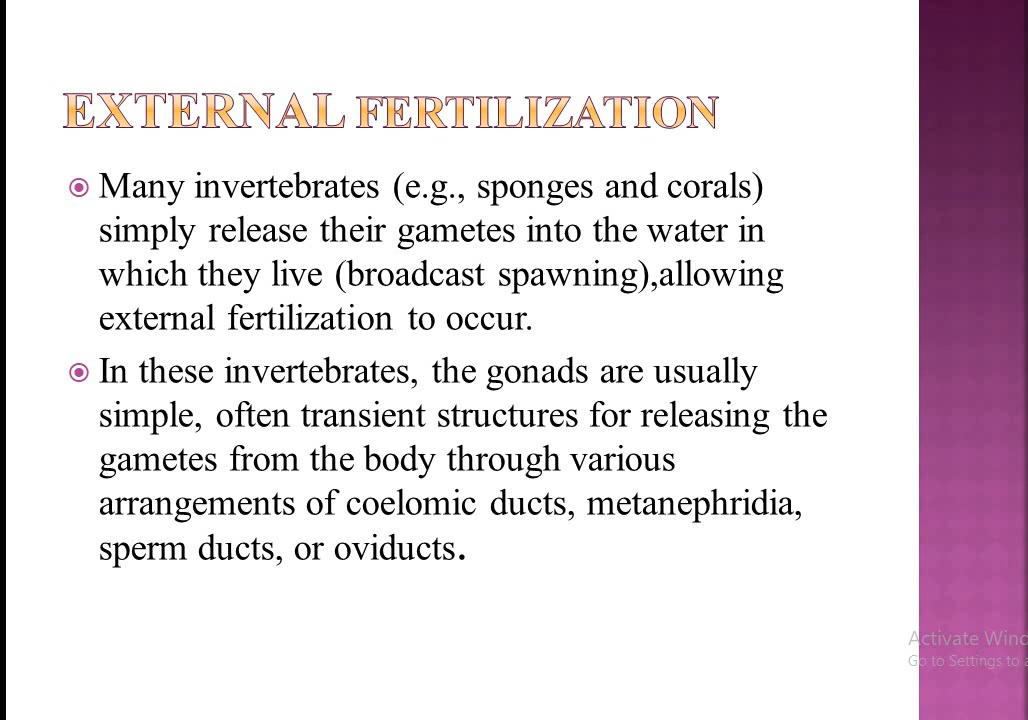 EXTERNAL FERTILIZATION
Many invertebrates (e.g., sponges and corals)
simply release their gametes into the water in
which they live (broadcast spawning),allowing
external fertilization to occur.
In these invertebrates, the gonads are usually
simple, often transient structures for releasing the
gametes from the body through various
arrangements of coelomic ducts, metanephridia,
sperm ducts, or oviducts.
Activate Wind
Go to Settings to a